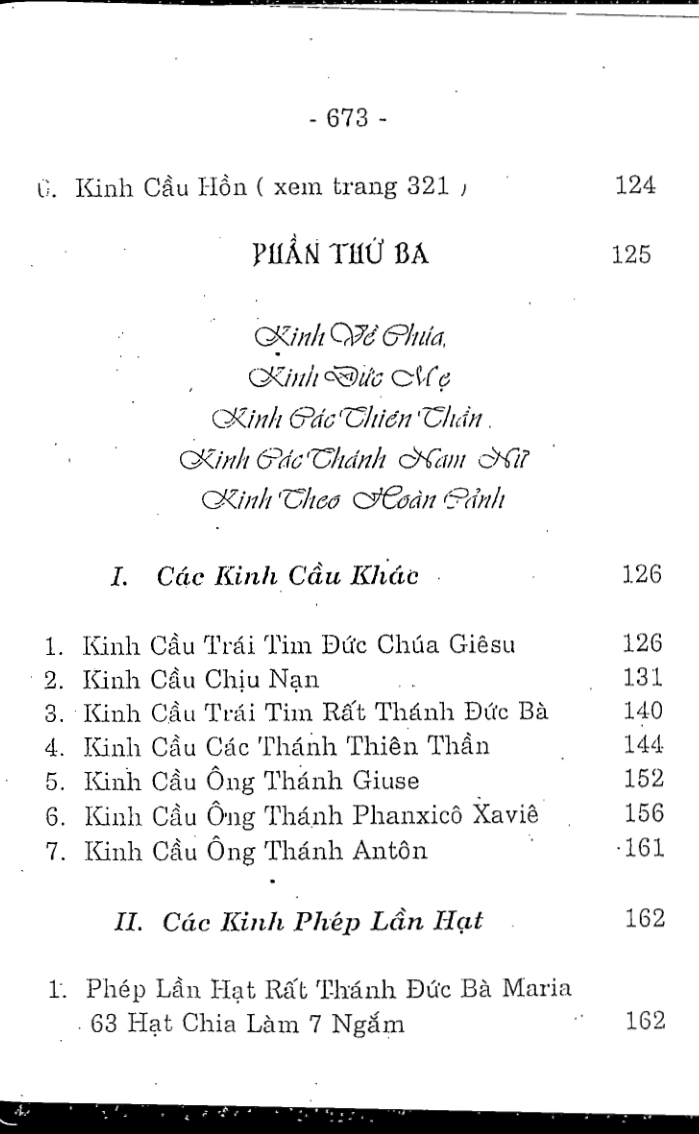 - 673 -
6. Kinh Cầu Hồn ( xem trang 321 ) 124
PHẦN THỨ BA 125
Kinh Về Chúa,
Kinh Đức Mẹ
Kinh Các Thiên Thần
Kinh Các Thánh Nam Nữ
Kinh Theo Hoàn Cảnh
I. Các Kinh Cầu Khác 126
1. Kinh Cầu Trái Tim Đức Chúa Giêsu 126
2. Kinh Cầu Chịu Nạn 131
3. Kinh Cầu Trái Tim Rất Thánh Đức Bà 140
4. Kinh Cầu Các Thánh Thiên Thần 144
5. Kinh Cầu Ông Thánh Giuse 152
6. Kinh Cầu Ông Thánh Phanxicô Xaviê 156
7. Kinh Cầu Ông Thánh Antôn 161
II. Các Kinh Phép Lần Hạt 162
1. Phép Lần Hạt Rất Thánh Đức Bà Maria
63 Hạt Chia Làm 7 Ngắm 162